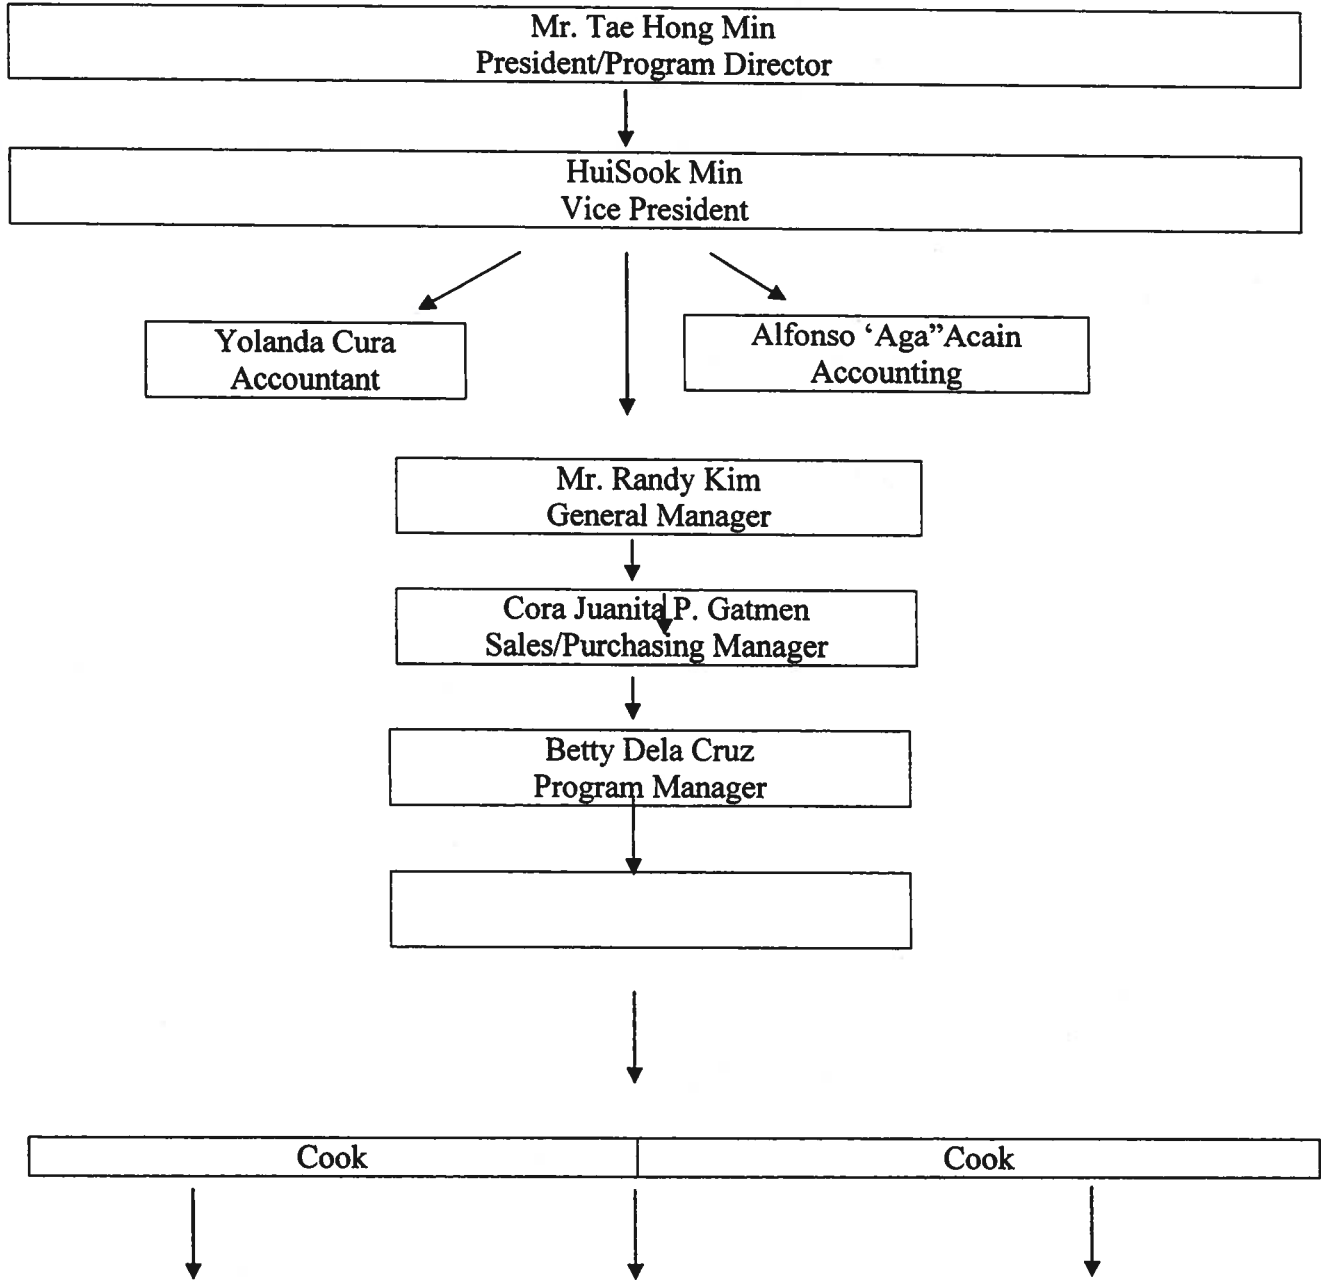 Mr. Tae Hong Min
President/Program Director
HuiSook Min
Vice President
Yolanda Cura
Accountant
Alfonso ‘Aga”Acain
Accounting
Mr. Randy Kim
General Manager
Cora Juanita P. Gatmen
Sales/Purchasing Manager
Betty Dela Cruz
Program Manager
Cook
Cook